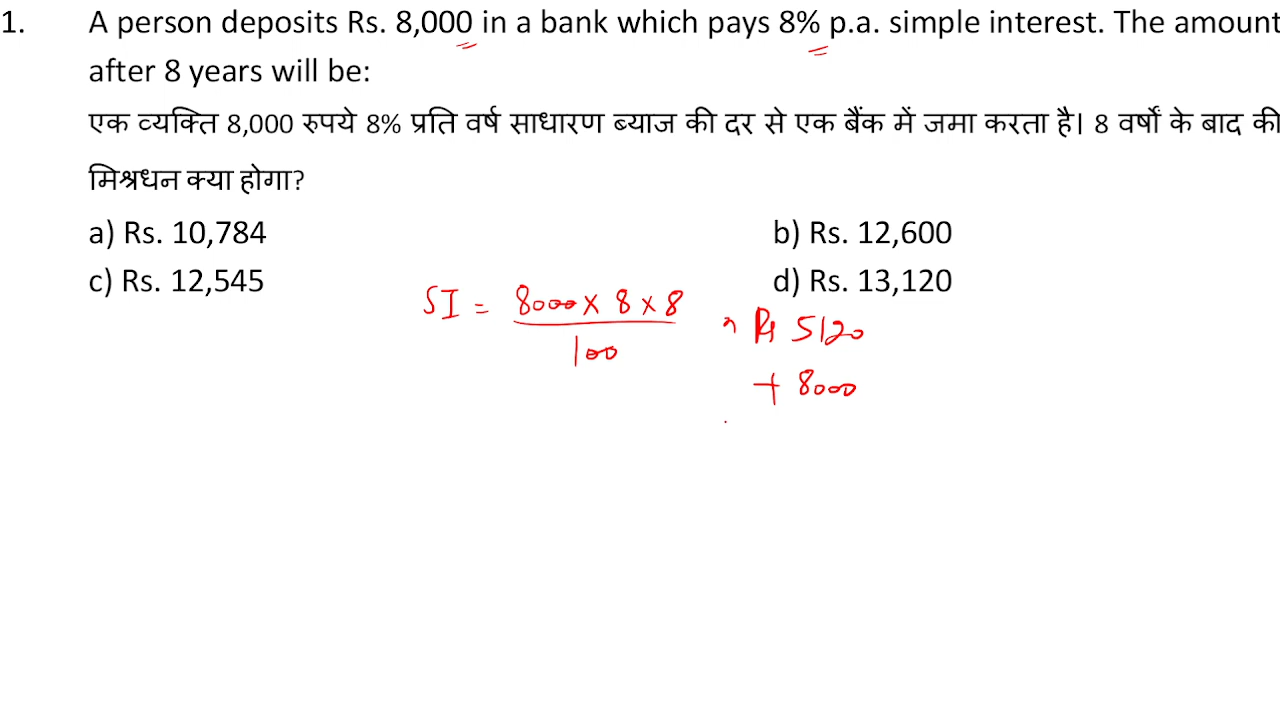 1. A person deposits Rs. 8,000 in a bank which pays 8% p.a. simple interest. The amount
after 8 years will be:
एक व्यक्ति 8,000 रुपये 8% प्रति वर्ष साधारण ब्याज की दर से एक बैंक में जमा करता है। 8 वर्षों के बाद की
मिश्रधन क्या होगा?
a) Rs. 10,784 b) Rs. 12,600
c) Rs. 12,545 d) Rs. 13,120
SI = 8000 × 8 × 8
100
= Rs 5120
+ 8000